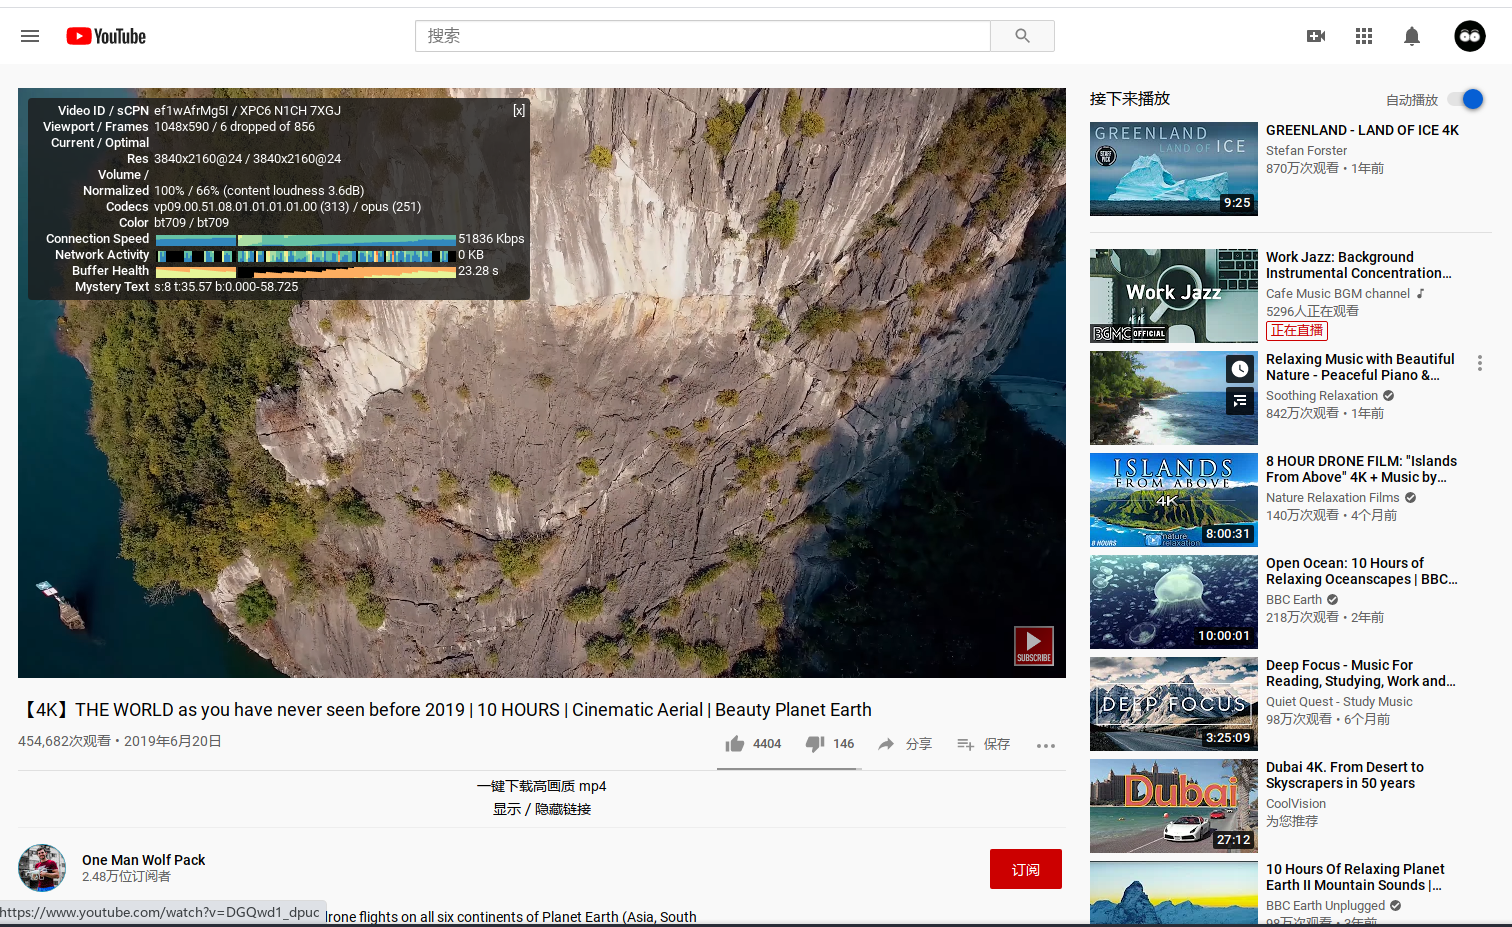 YouTube
搜索
Video ID / sCPN ef1wAfrMg5I / XPC6 N1CH 7XGJ
[x]
Viewport / Frames 1048x590 / 6 dropped of 856
Current / Optimal
Res 3840x2160@24 / 3840x2160@24
Volume /
Normalized 100% / 66% (content loudness 3.6dB)
Codecs vp09.00.51.08.01.01.01.01.00 (313) / opus (251)
Color bt709 / bt709
Connection Speed 51836 Kbps
Network Activity 0 KB
Buffer Health 23.28 s
Mystery Text s:8 t:35.57 b:0.000-58.725
SUBSCRIBE
【4K】THE WORLD as you have never seen before 2019 | 10 HOURS | Cinematic Aerial | Beauty Planet Earth
454,682次观看 • 2019年6月20日
4404
146
分享
保存
一键下载高画质 mp4
显示 / 隐藏链接
One Man Wolf Pack
2.48万位订阅者
订阅
https://www.youtube.com/watch?v=DGQwd1_dpuc
drone flights on all six continents of Planet Earth (Asia, South
接下来播放
自动播放
GREENLAND
LAND OF ICE
STAFF PICK
9:25
GREENLAND - LAND OF ICE 4K
Stefan Forster
870万次观看 • 1年前
Work Jazz
BGMC OFFICIAL
Work Jazz: Background
Instrumental Concentration...
Cafe Music BGM channel
5296人正在观看
正在直播
Relaxing Music with Beautiful
Nature - Peaceful Piano &...
Soothing Relaxation
842万次观看 • 1年前
ISLANDS
FROM ABOVE
4K
8 HOURS
nature relaxation
8:00:31
8 HOUR DRONE FILM: "Islands
From Above" 4K + Music by...
Nature Relaxation Films
140万次观看 • 4个月前
10:00:01
Open Ocean: 10 Hours of
Relaxing Oceanscapes | BBC...
BBC Earth
218万次观看 • 2年前
DEEP FOCUS
3:25:09
Deep Focus - Music For
Reading, Studying, Work and...
Quiet Quest - Study Music
98万次观看 • 6个月前
Dubai
27:12
Dubai 4K. From Desert to
Skyscrapers in 50 years
CoolVision
为您推荐
10 Hours Of Relaxing Planet
Earth II Mountain Sounds |...
BBC Earth Unplugged
98万次观看 • 3年前